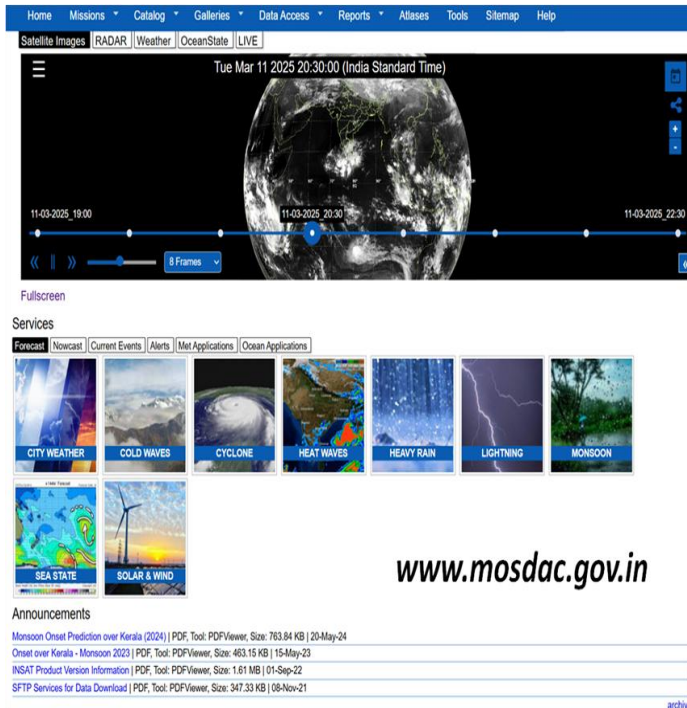 Home Missions Catalog Galleries Data Access Reports Atlases Tools Sitemap Help
Satellite Images RADAR Weather OceanState LIVE
Tue Mar 11 2025 20:30:00 (India Standard Time)
+
-
11-03-2025_19:00 11-03-2025_20:30 11-03-2025_22:30
8 Frames
Fullscreen
Services
Forecast Nowcast Current Events Alerts Met Applications Ocean Applications
CITY WEATHER COLD WAVES CYCLONE HEAT WAVES HEAVY RAIN LIGHTNING MONSOON
SEA STATE SOLAR & WIND
www.mosdac.gov.in
Announcements
Monsoon Onset Prediction over Kerala (2024) | PDF, Tool: PDFViewer, Size: 763.84 KB | 20-May-24
Onset over Kerala - Monsoon 2023 | PDF, Tool: PDFViewer, Size: 463.15 KB | 15-May-23
INSAT Product Version Information | PDF, Tool: PDFViewer, Size: 1.61 MB | 01-Sep-22
SFTP Services for Data Download | PDF, Tool: PDFViewer, Size: 347.33 KB | 08-Nov-21
archiv